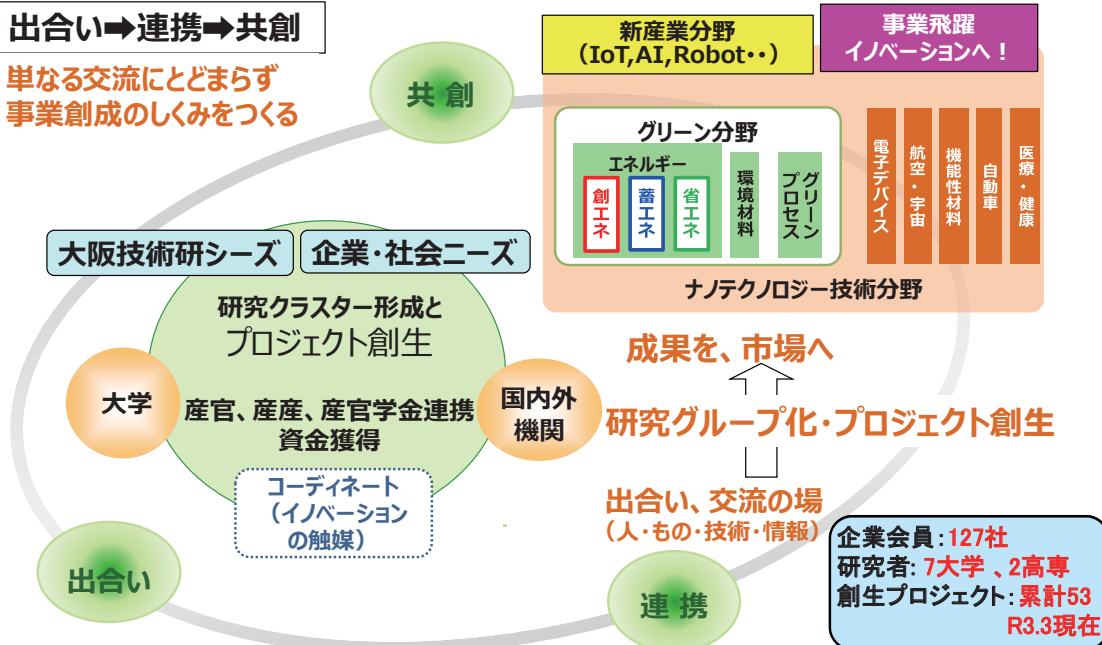 出合い➡連携➡共創
単なる交流にとどまらず
事業創成のしくみをつくる
共 創
新産業分野
（IoT,AI,Robot・・）
事業飛躍
イノベーションへ！
グリーン分野
エネルギー
創エネ
蓄エネ
省エネ
環境材料
グリーン
プロセス
電子デバイス
航空・宇宙
機能性材料
自動車
医療・健康
ナノテクノロジー技術分野
大阪技術研シーズ
企業・社会ニーズ
研究クラスター形成と
プロジェクト創生
大学
産官、産産、産官学金連携
資金獲得
国内外
機関
コーディネート
（イノベーション
の触媒）
成果を、市場へ
研究グループ化・プロジェクト創生
出合い、交流の場
（人・もの・技術・情報）
出合い
連 携
企業会員：127社
研究者: 7大学 、2高専
創生プロジェクト：累計53
R3.3現在